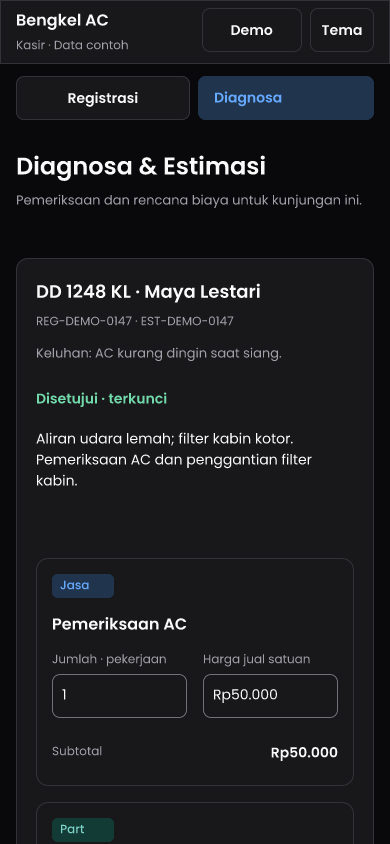 Bengkel AC
Kasir · Data contoh
Demo
Tema
Registrasi
Diagnosa
Diagnosa & Estimasi
Pemeriksaan dan rencana biaya untuk kunjungan ini.
DD 1248 KL · Maya Lestari
REG-DEMO-0147 · EST-DEMO-0147
Keluhan: AC kurang dingin saat siang.
Disetujui · terkunci
Aliran udara lemah; filter kabin kotor.
Pemeriksaan AC dan penggantian filter
kabin.
Jasa
Pemeriksaan AC
Jumlah · pekerjaan
Harga jual satuan
1
Rp50.000
Subtotal
Rp50.000
Part